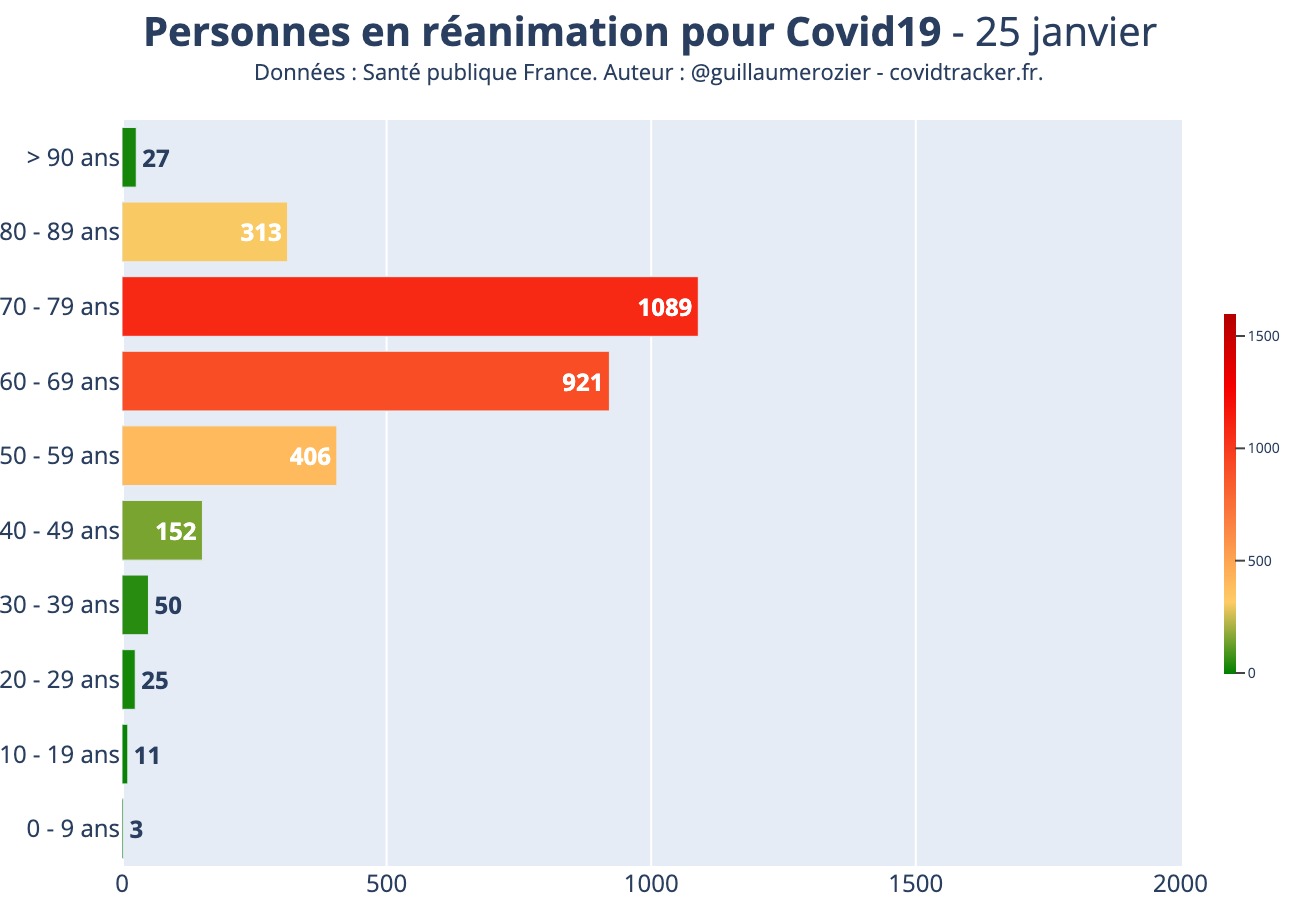 Personnes en réanimation pour Covid19 - 25 janvier
Données : Santé publique France. Auteur : @guillaumerozier - covidtracker.fr.
> 90 ans 27
80 - 89 ans 313
70 - 79 ans 1089
60 - 69 ans 921
50 - 59 ans 406
40 - 49 ans 152
30 - 39 ans 50
20 - 29 ans 25
10 - 19 ans 11
0 - 9 ans 3
0 500 1000 1500 2000
1500
1000
500
0